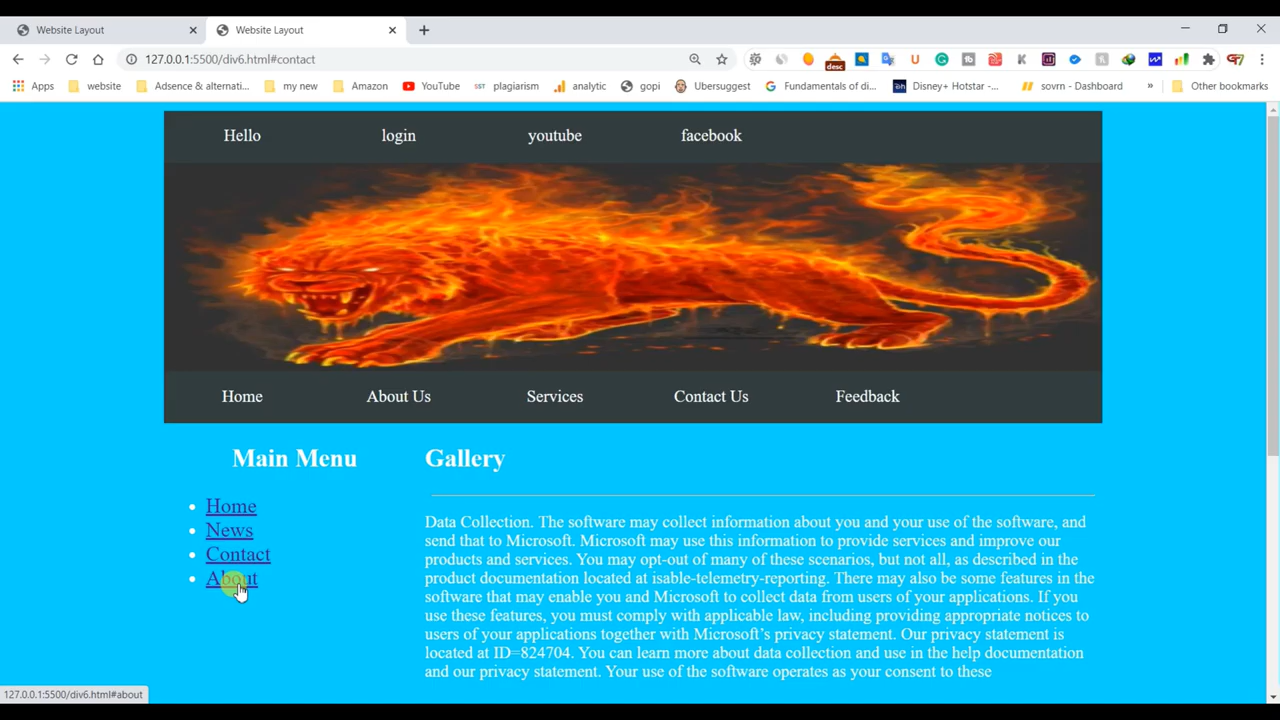 Website Layout
Website Layout
127.0.0.1:5500/div6.html#contact
desc
Apps website Adsence & alternati... my new Amazon YouTube SST plagiarism analytic gopi Ubersuggest Fundamentals of di... Disney+ Hotstar -... sovrn - Dashboard » Other bookmarks
Hello login youtube facebook
Home About Us Services Contact Us Feedback
Main Menu
Home
News
Contact
About
Gallery
Data Collection. The software may collect information about you and your use of the software, and
send that to Microsoft. Microsoft may use this information to provide services and improve our
products and services. You may opt-out of many of these scenarios, but not all, as described in the
product documentation located at isable-telemetry-reporting. There may also be some features in the
software that may enable you and Microsoft to collect data from users of your applications. If you
use these features, you must comply with applicable law, including providing appropriate notices to
users of your applications together with Microsoft’s privacy statement. Our privacy statement is
located at ID=824704. You can learn more about data collection and use in the help documentation
and our privacy statement. Your use of the software operates as your consent to these
127.0.0.1:5500/div6.html#about